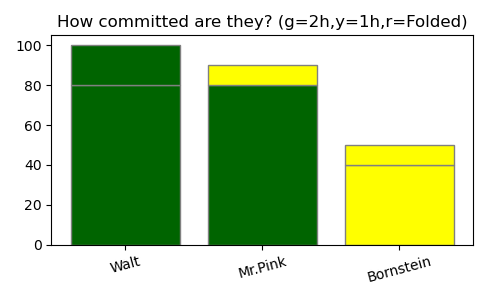 How committed are they? (g=2h,y=1h,r=Folded)
100
80
60
40
20
0
Walt
Mr.Pink
Bornstein